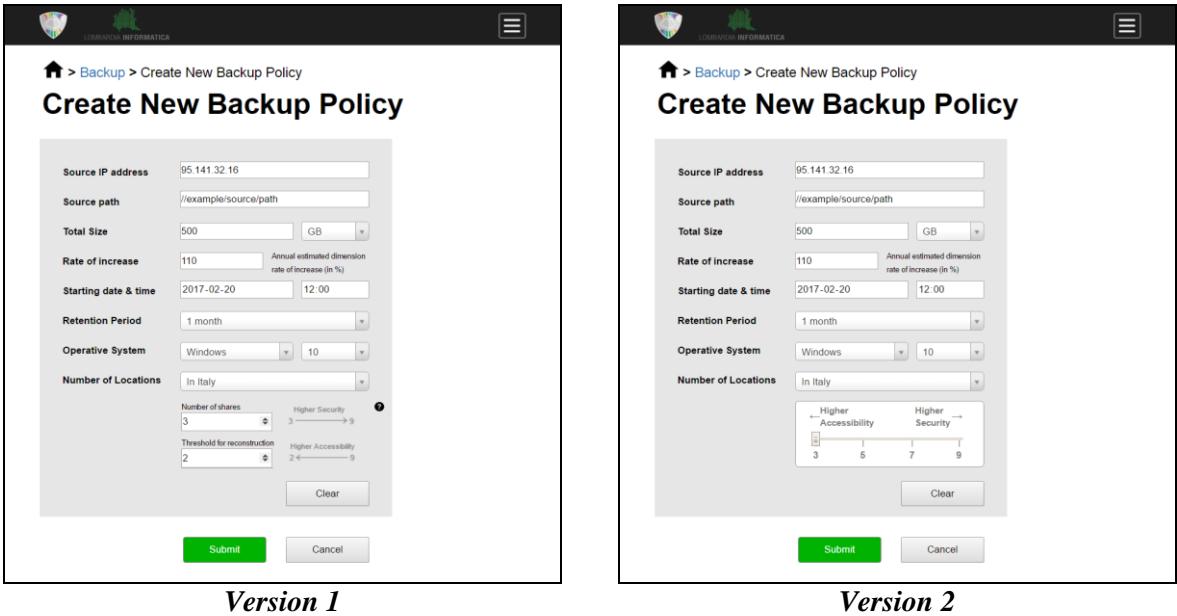 LOMBARDIA INFORMATICA
> Backup > Create New Backup Policy
Create New Backup Policy
Source IP address 95.141.32.16
Source path //example/source/path
Total Size 500 GB
Rate of increase 110 Annual estimated dimension
rate of increase (in %)
Starting date & time 2017-02-20 12:00
Retention Period 1 month
Operative System Windows 10
Number of Locations In Italy
Number of shares Higher Security ?
3 3 → 9
Threshold for reconstruction Higher Accessibility
2 2 ← 9
Clear
Submit Cancel
Version 1
LOMBARDIA INFORMATICA
> Backup > Create New Backup Policy
Create New Backup Policy
Source IP address 95.141.32.16
Source path //example/source/path
Total Size 500 GB
Rate of increase 110 Annual estimated dimension
rate of increase (in %)
Starting date & time 2017-02-20 12:00
Retention Period 1 month
Operative System Windows 10
Number of Locations In Italy
← Higher Higher →
Accessibility Security
3 5 7 9
Clear
Submit Cancel
Version 2